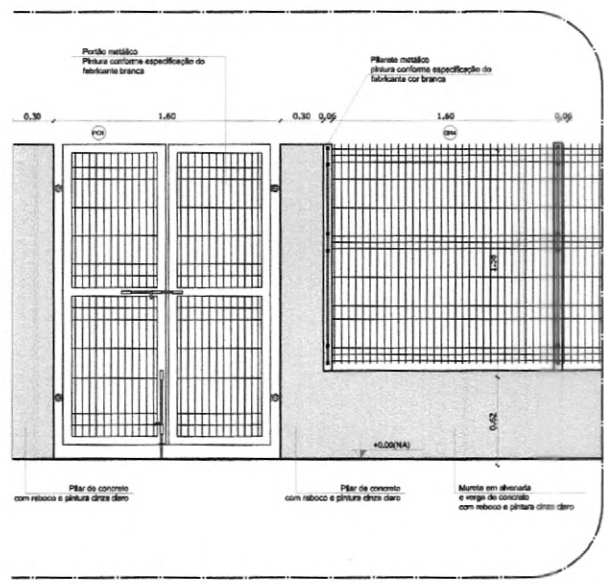 Portão metálico
Pintura conforme especificação do
fabricante branca
Pilarete metálico
pintura conforme especificação do
fabricante cor branca
0.30 1.60 0.30 0,06 1.60 0,06
PO1
GR4
1.58
0.62
+0.00(NA)
Pilar de concreto
com reboco e pintura cinza claro
Pilar de concreto
com reboco e pintura cinza claro
Mureta em alvenaria
e verga de concreto
com reboco e pintura cinza claro